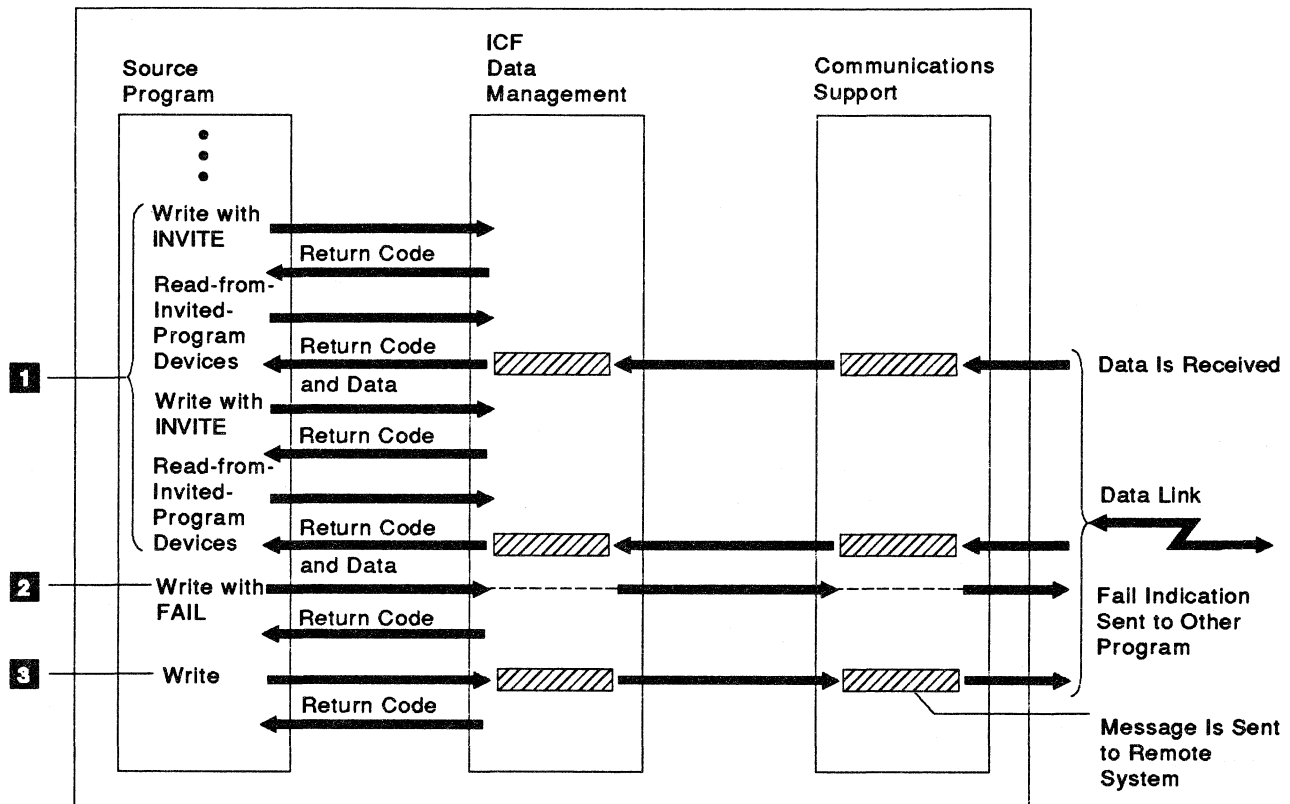 Source
Program
ICF
Data
Management
Communications
Support
Write with
INVITE
Return Code
Read-from-
Invited-
Program
Devices
Return Code
and Data
1
Data Is Received
Write with
INVITE
Return Code
Read-from-
Invited-
Program
Devices
Return Code
and Data
Data Link
2
Write with
FAIL
Return Code
Fail Indication
Sent to Other
Program
3
Write
Return Code
Message Is Sent
to Remote
System